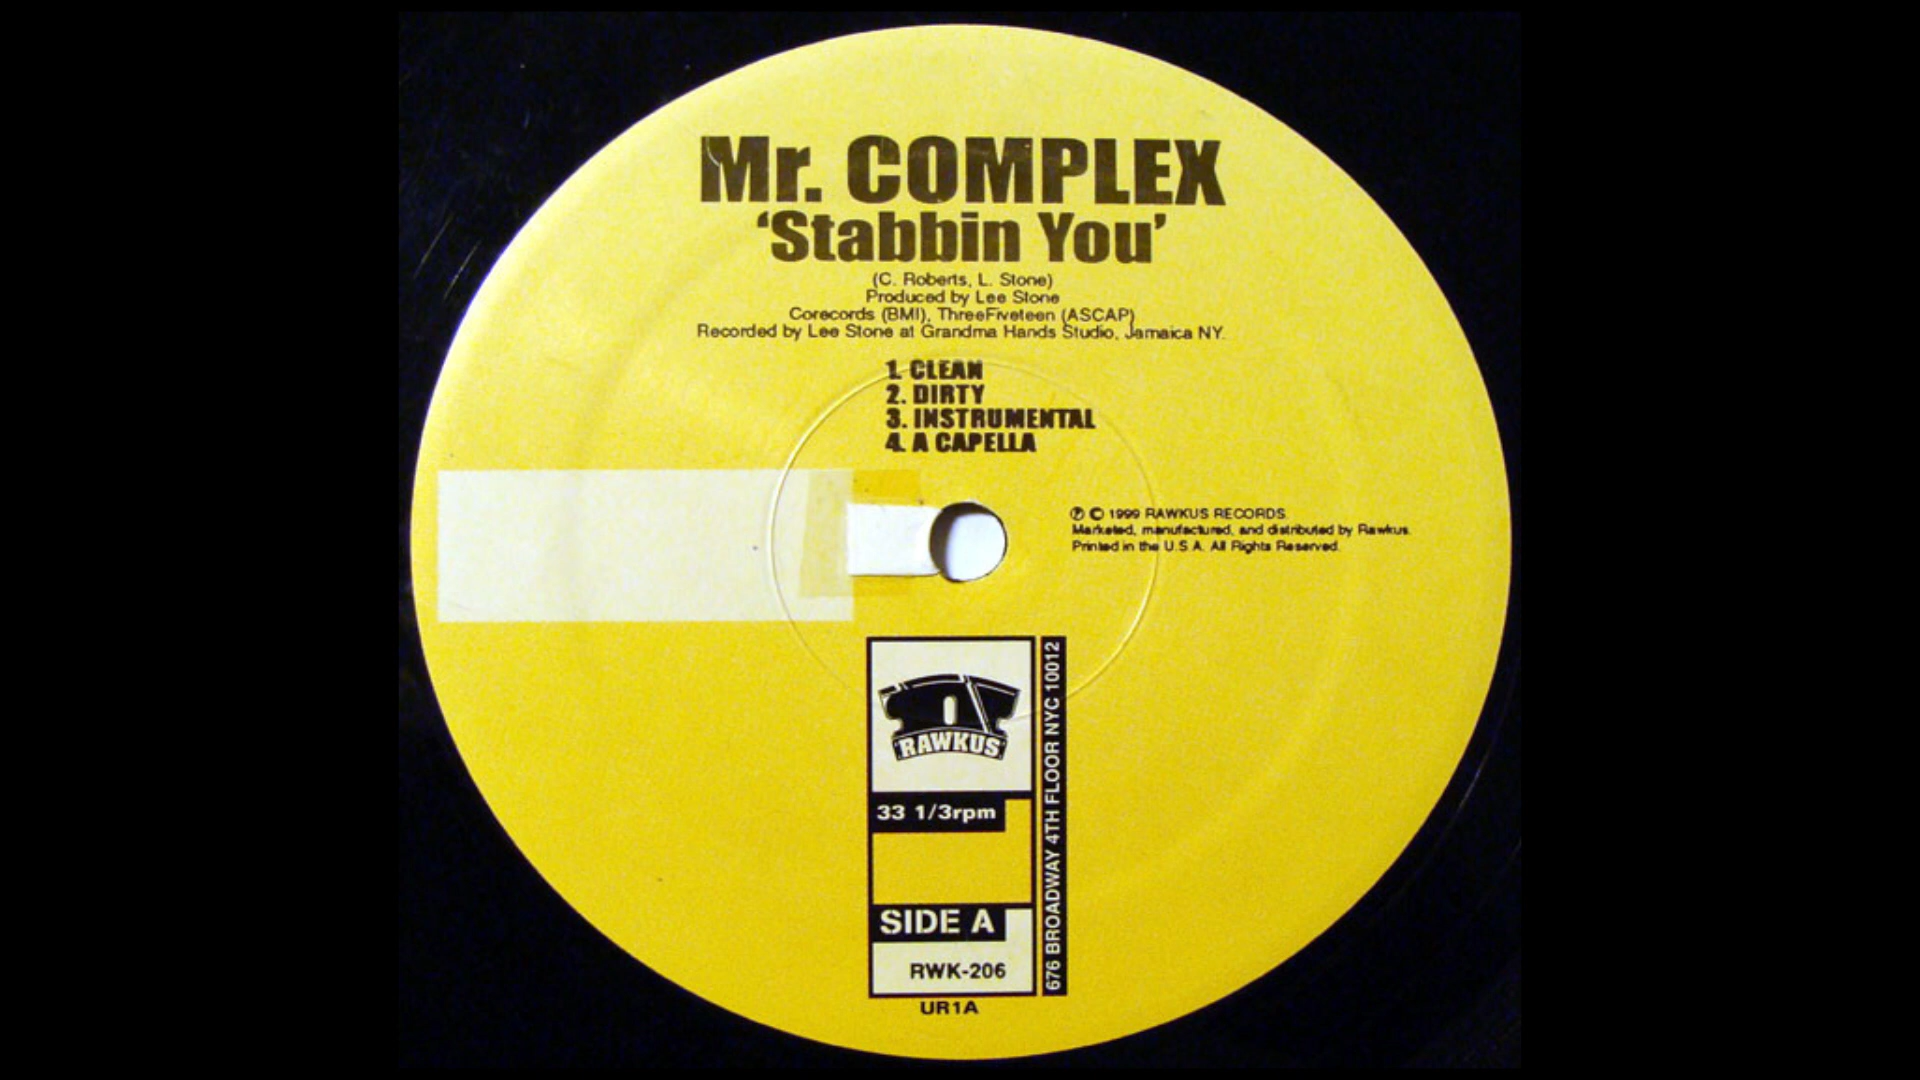 Mr. COMPLEX
‘Stabbin You’
(C. Roberts, L. Stone)
Produced by Lee Stone
Corecords (BMI), ThreeFiveteen (ASCAP)
Recorded by Lee Stone at Grandma Hands Studio, Jamaica NY.
1. CLEAN
2. DIRTY
3. INSTRUMENTAL
4. A CAPELLA
℗ © 1999 RAWKUS RECORDS.
Marketed, manufactured, and distributed by Rawkus.
Printed in the U.S.A. All Rights Reserved.
RAWKUS
33 1/3rpm
SIDE A
RWK-206
UR1A
676 BROADWAY 4TH FLOOR NYC 10012